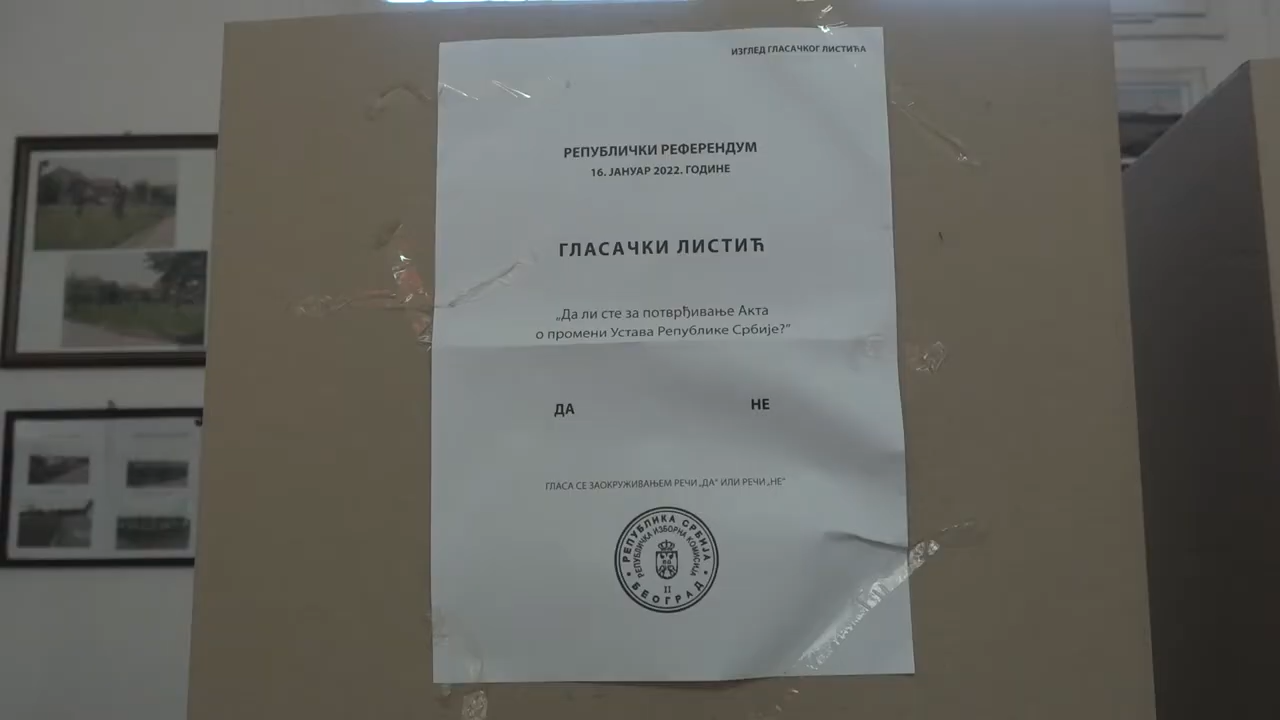 ИЗГЛЕД ГЛАСАЧКОГ ЛИСТИЋА
РЕПУБЛИЧКИ РЕФЕРЕНДУМ
16. ЈАНУАР 2022. ГОДИНЕ
ГЛАСАЧКИ ЛИСТИЋ
„Да ли сте за потврђивање Акта
о промени Устава Републике Србије?“
ДА НЕ
ГЛАСА СЕ ЗАОКРУЖИВАЊЕМ РЕЧИ „ДА“ ИЛИ РЕЧИ „НЕ“
РЕПУБЛИКА СРБИЈА
РЕПУБЛИЧКА ИЗБОРНА КОМИСИЈА
II
БЕОГРАД